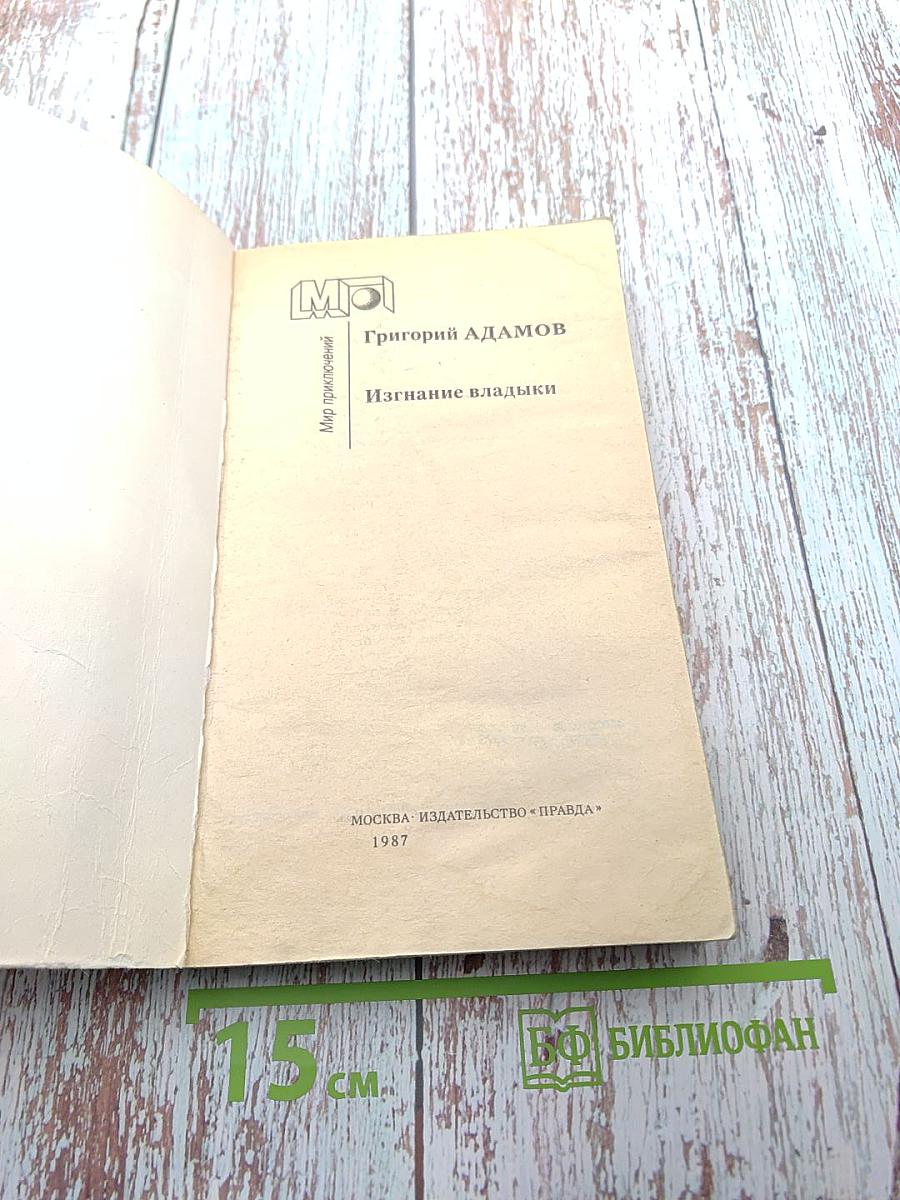 МП
Мир приключений
Григорий АДАМОВ
Изгнание владыки
МОСКВА· ИЗДАТЕЛЬСТВО «ПРАВДА»
1987
15 см
БФ БИБЛИОФАН